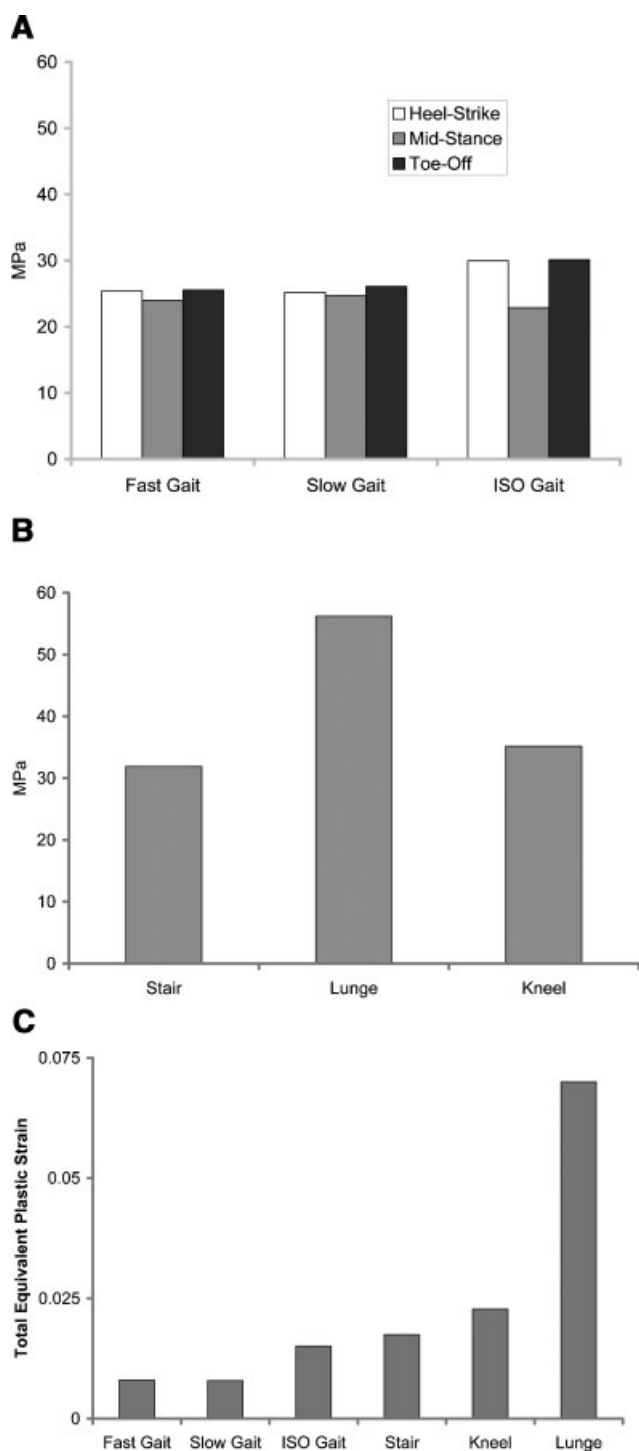 A
60
50
40
30
20
10
0
MPa
Heel-Strike
Mid-Stance
Toe-Off
Fast Gait Slow Gait ISO Gait
B
60
50
40
30
20
10
0
MPa
Stair Lunge Kneel
C
0.075
0.05
0.025
0
Total Equivalent Plastic Strain
Fast Gait Slow Gait ISO Gait Stair Kneel Lunge